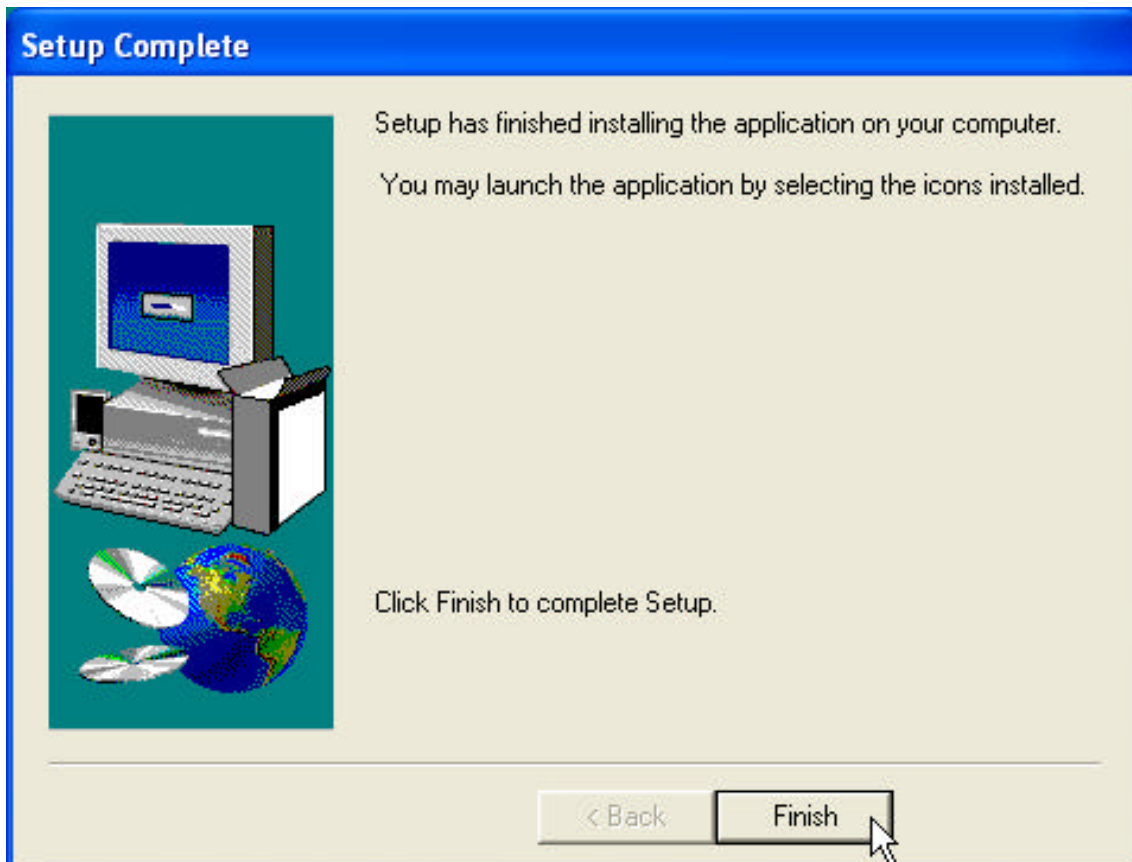 Setup Complete
Setup has finished installing the application on your computer.
You may launch the application by selecting the icons installed.
Click Finish to complete Setup.
< Back
Finish